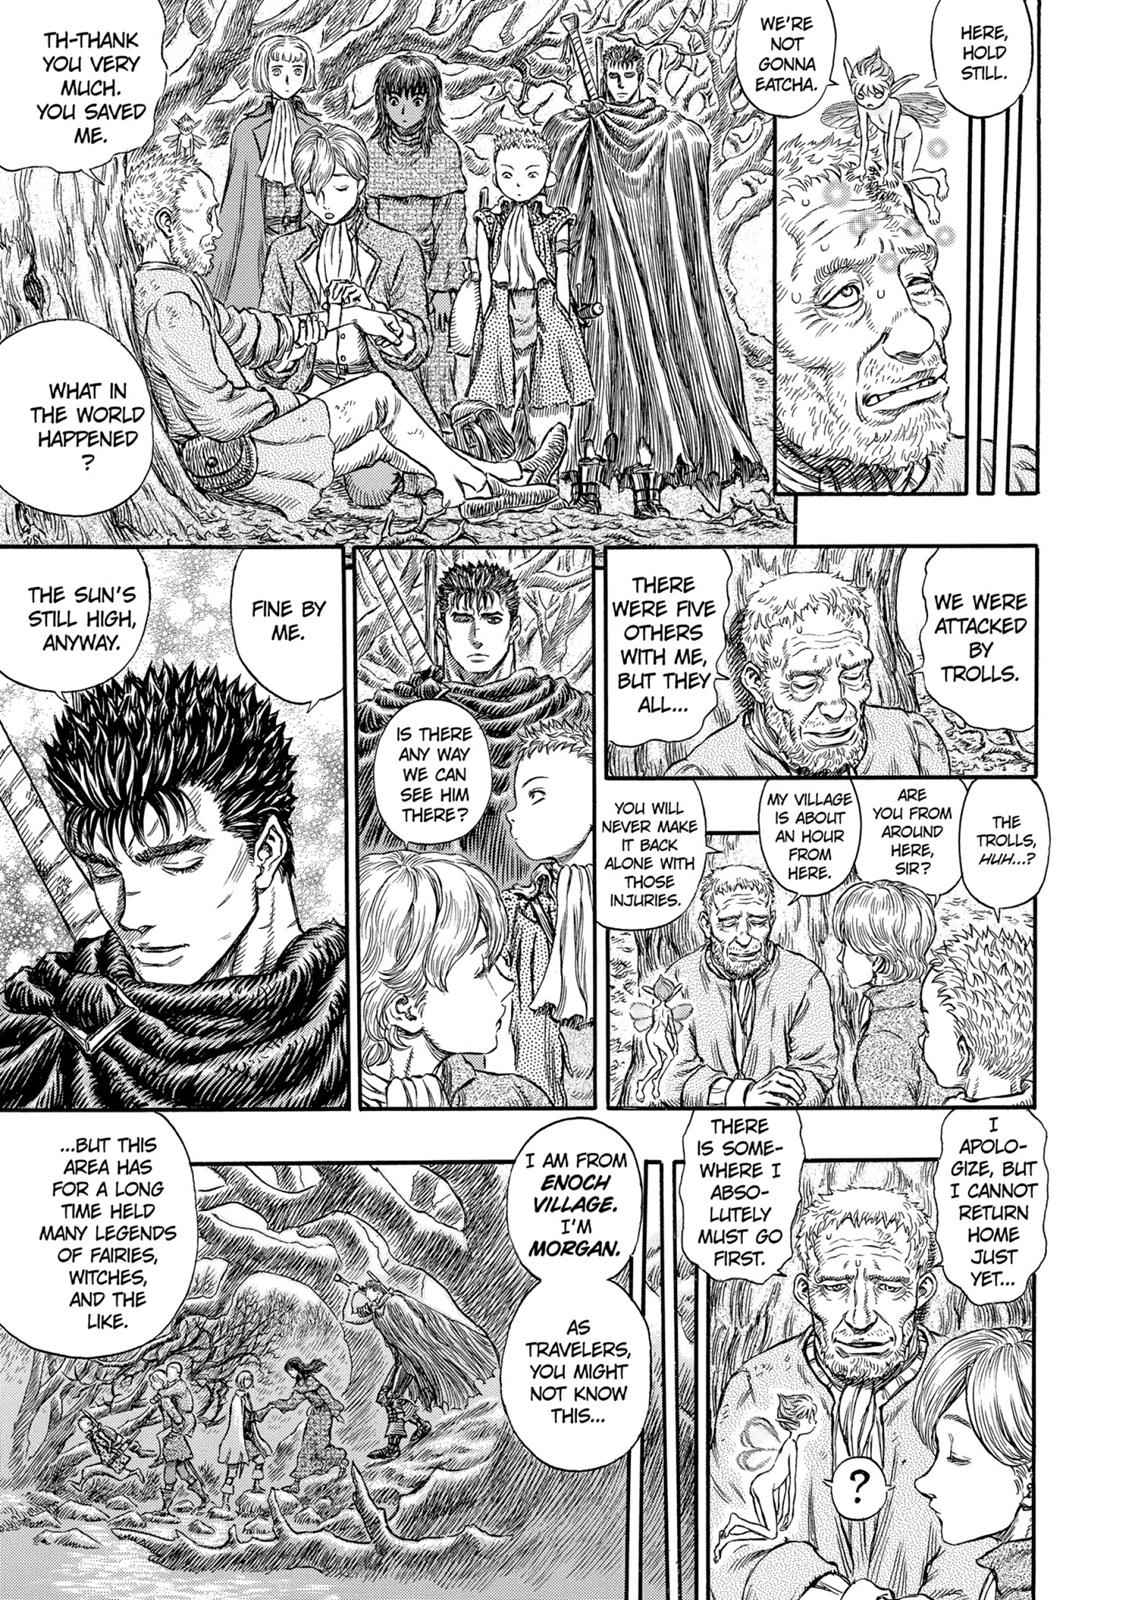 HERE,
HOLD
STILL.
WE'RE
NOT
GONNA
EATCHA.
TH-THANK
YOU VERY
MUCH.
YOU SAVED
ME.
WHAT IN
THE WORLD
HAPPENED
?
WE WERE
ATTACKED
BY
TROLLS.
THERE
WERE FIVE
OTHERS
WITH ME,
BUT THEY
ALL...
THE
TROLLS,
HUH...?
ARE
YOU FROM
AROUND
HERE,
SIR?
MY VILLAGE
IS ABOUT
AN HOUR
FROM
HERE.
YOU WILL
NEVER MAKE
IT BACK
ALONE WITH
THOSE
INJURIES.
IS THERE
ANY WAY
WE CAN
SEE HIM
THERE?
FINE BY
ME.
THE SUN'S
STILL HIGH,
ANYWAY.
I
APOLO-
GIZE, BUT
I CANNOT
RETURN
HOME
JUST
YET...
THERE
IS SOME-
WHERE I
ABSO-
LUTELY
MUST GO
FIRST.
?
I AM FROM
ENOCH
VILLAGE.
I'M
MORGAN.
AS
TRAVELERS,
YOU MIGHT
NOT KNOW
THIS...
...BUT THIS
AREA HAS
FOR A LONG
TIME HELD
MANY LEGENDS
OF FAIRIES,
WITCHES,
AND THE
LIKE.